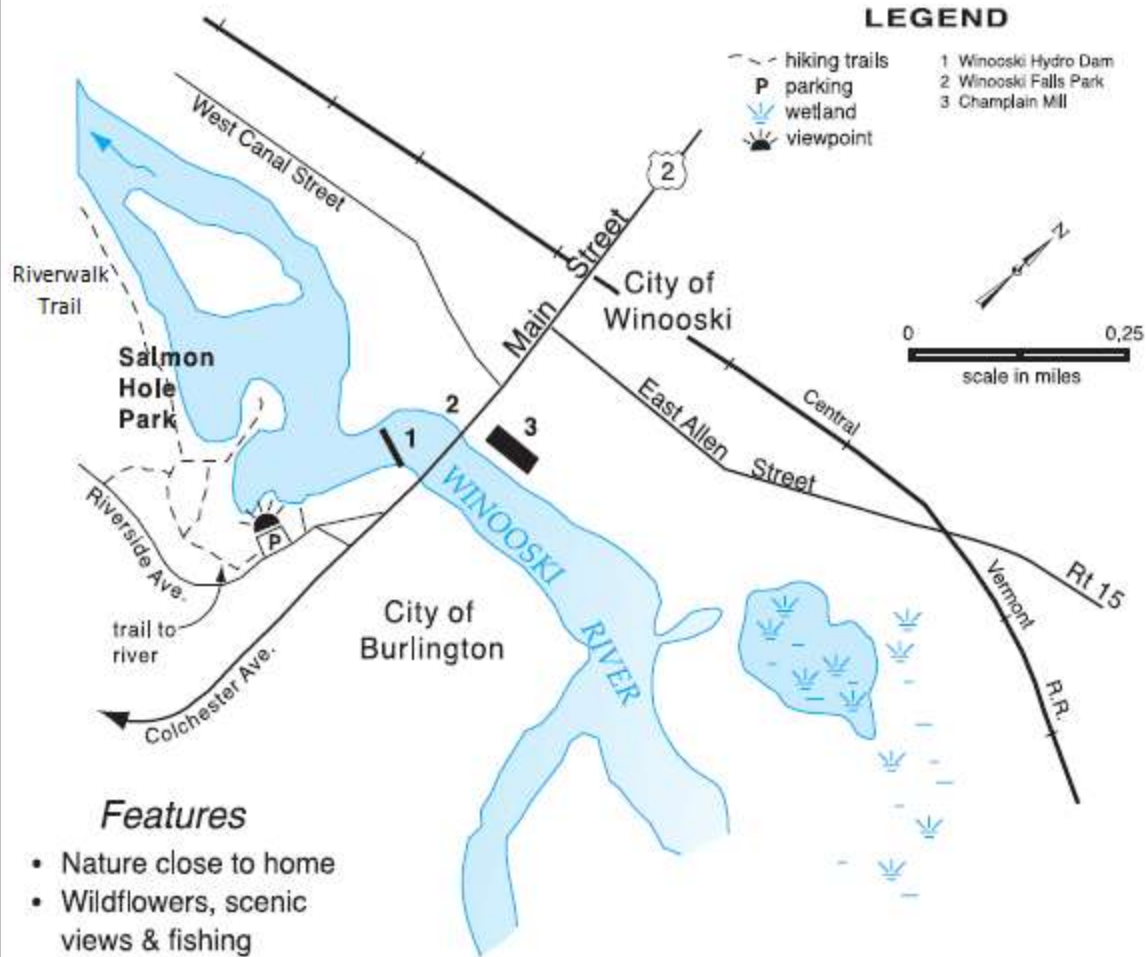 LEGEND
hiking trails
P parking
wetland
viewpoint
1 Winooski Hydro Dam
2 Winooski Falls Park
3 Champlain Mill
West Canal Street
2
Main Street
City of
Winooski
N
0 0,25
scale in miles
Riverwalk
Trail
Salmon
Hole
Park
1
2
3
East Allen Street
Central Vermont R.R.
Rt 15
WINOOSKI RIVER
P
Riverside Ave.
trail to
river
City of
Burlington
Colchester Ave.
Features
• Nature close to home
• Wildflowers, scenic
views & fishing